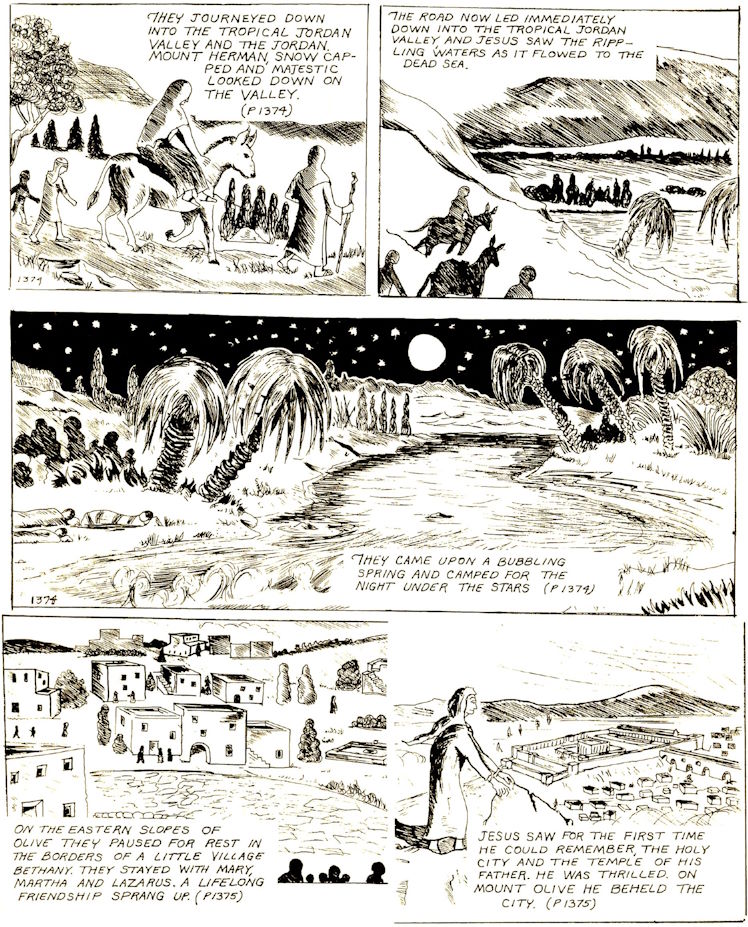 THEY JOURNEYED DOWN
INTO THE TROPICAL JORDAN
VALLEY AND THE JORDAN.
MOUNT HERMAN, SNOW CAP-
PED AND MAJESTIC
LOOKED DOWN ON
THE VALLEY.
(P1374)
1374
THE ROAD NOW LED IMMEDIATELY
DOWN INTO THE TROPICAL JORDAN
VALLEY AND JESUS SAW THE RIPP-
LING WATERS AS IT FLOWED TO THE
DEAD SEA.
THEY CAME UPON A BUBBLING
SPRING AND CAMPED FOR THE
NIGHT UNDER THE STARS (P1374)
1374
ON THE EASTERN SLOPES OF
OLIVE THEY PAUSED FOR REST IN
THE BORDERS OF A LITTLE VILLAGE
BETHANY. THEY STAYED WITH MARY,
MARTHA AND LAZARUS. A LIFELONG
FRIENDSHIP SPRANG UP. (P1375)
JESUS SAW FOR THE FIRST TIME
HE COULD REMEMBER, THE HOLY
CITY AND THE TEMPLE OF HIS
FATHER. HE WAS THRILLED. ON
MOUNT OLIVE HE BEHELD THE
CITY. (P1375)